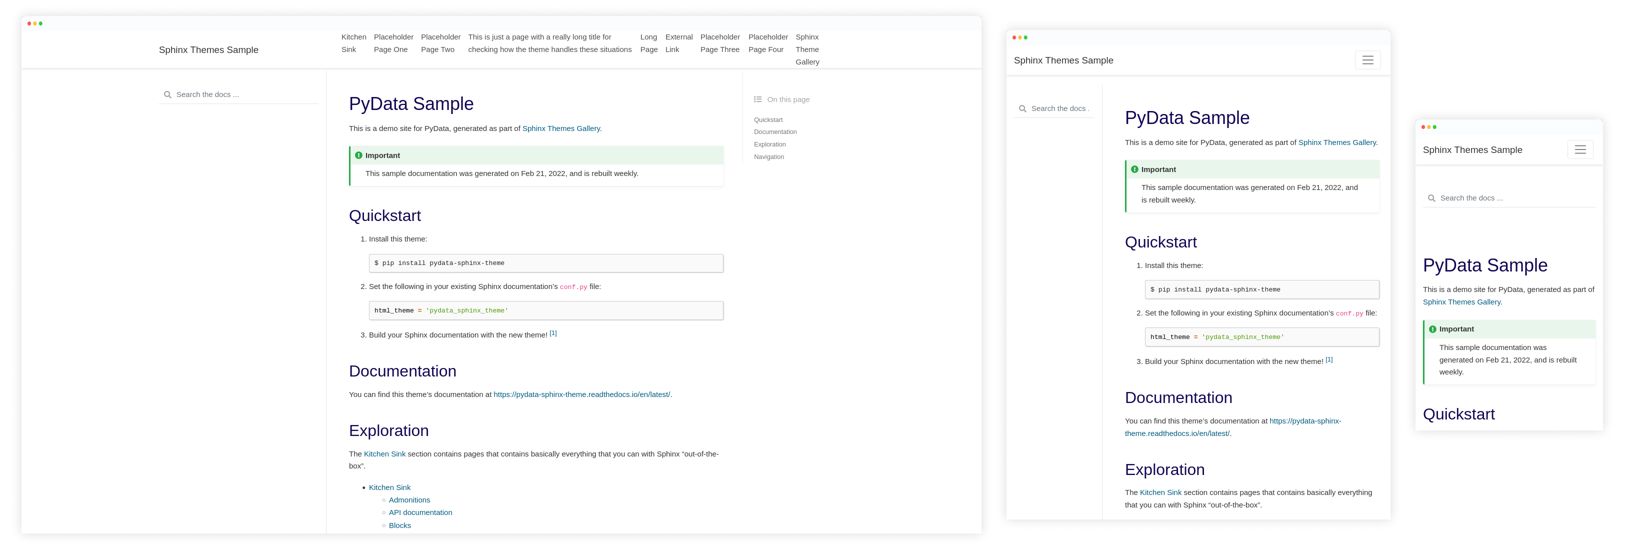 Sphinx Themes Sample
Kitchen Sink
Placeholder Page One
Placeholder Page Two
This is just a page with a really long title for
checking how the theme handles these situations
Long Page
External Link
Placeholder Page Three
Placeholder Page Four
Sphinx Theme Gallery
Search the docs ...
PyData Sample
This is a demo site for PyData, generated as part of Sphinx Themes Gallery.
Important
This sample documentation was generated on Feb 21, 2022, and is rebuilt weekly.
Quickstart
1. Install this theme:
$ pip install pydata-sphinx-theme
2. Set the following in your existing Sphinx documentation's conf.py file:
html_theme = 'pydata_sphinx_theme'
3. Build your Sphinx documentation with the new theme! [1]
Documentation
You can find this theme's documentation at https://pydata-sphinx-theme.readthedocs.io/en/latest/.
Exploration
The Kitchen Sink section contains pages that contains basically everything that you can with Sphinx “out-of-the-
box”.
• Kitchen Sink
○ Admonitions
○ API documentation
○ Blocks
On this page
Quickstart
Documentation
Exploration
Navigation
Sphinx Themes Sample
Search the docs .
PyData Sample
This is a demo site for PyData, generated as part of Sphinx Themes Gallery.
Important
This sample documentation was generated on Feb 21, 2022, and
is rebuilt weekly.
Quickstart
1. Install this theme:
$ pip install pydata-sphinx-theme
2. Set the following in your existing Sphinx documentation's conf.py file:
html_theme = 'pydata_sphinx_theme'
3. Build your Sphinx documentation with the new theme! [1]
Documentation
You can find this theme's documentation at https://pydata-sphinx-
theme.readthedocs.io/en/latest/.
Exploration
The Kitchen Sink section contains pages that contains basically everything
that you can with Sphinx “out-of-the-box”.
Sphinx Themes Sample
Search the docs ...
PyData Sample
This is a demo site for PyData, generated as part of
Sphinx Themes Gallery.
Important
This sample documentation was
generated on Feb 21, 2022, and is rebuilt
weekly.
Quickstart